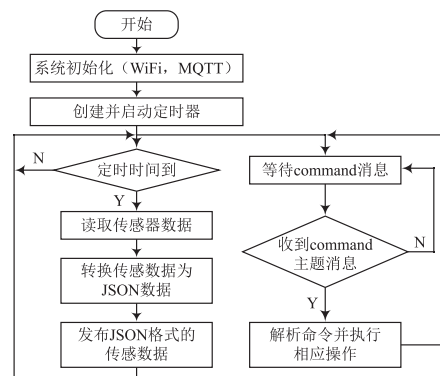 开始
系统初始化（WiFi，MQTT）
创建并启动定时器
N
定时时间到
Y
读取传感器数据
转换传感数据为
JSON数据
发布JSON格式的
传感数据
等待command消息
收到command
主题消息
N
Y
解析命令并执行
相应操作